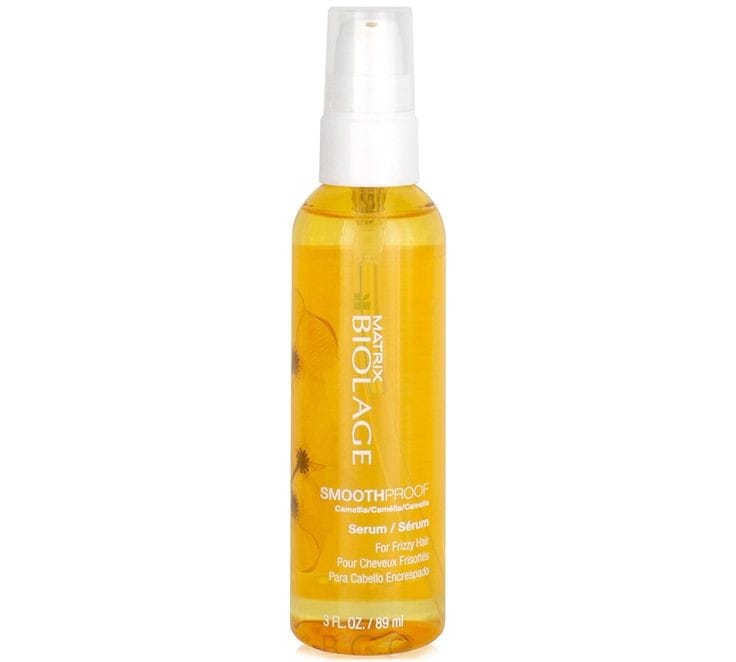 MATRIX
BIOLAGE
SMOOTHPROOF
Camellia/Camélia/Camelia
Serum / Sérum
For Frizzy Hair
Pour Cheveux Frisottés
Para Cabello Encrespado
3 FL.OZ. / 89 ml